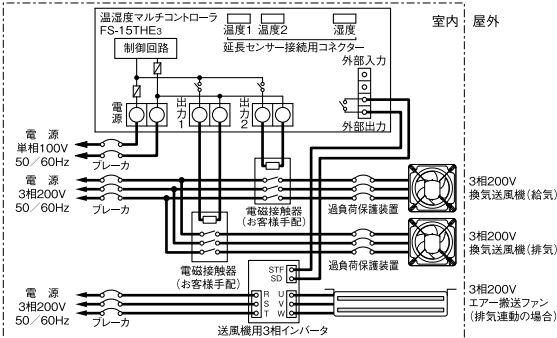 温湿度マルチコントローラ
FS-15THE3
制御回路
温度1 温度2 湿度
延長センサー接続用コネクター
外部入力
外部出力
室内 屋外
電源
出力1
出力2
電 源
単相100V
50/60Hz
ブレーカ
電 源
3相200V
50/60Hz
ブレーカ
電磁接触器
(お客様手配)
過負荷保護装置
3相200V
換気送風機(給気)
電磁接触器
(お客様手配)
過負荷保護装置
3相200V
換気送風機(排気)
STF
SD
電 源
3相200V
50/60Hz
ブレーカ
R U
S V
T W
送風機用3相インバータ
3相200V
エアー搬送ファン
(排気連動の場合)